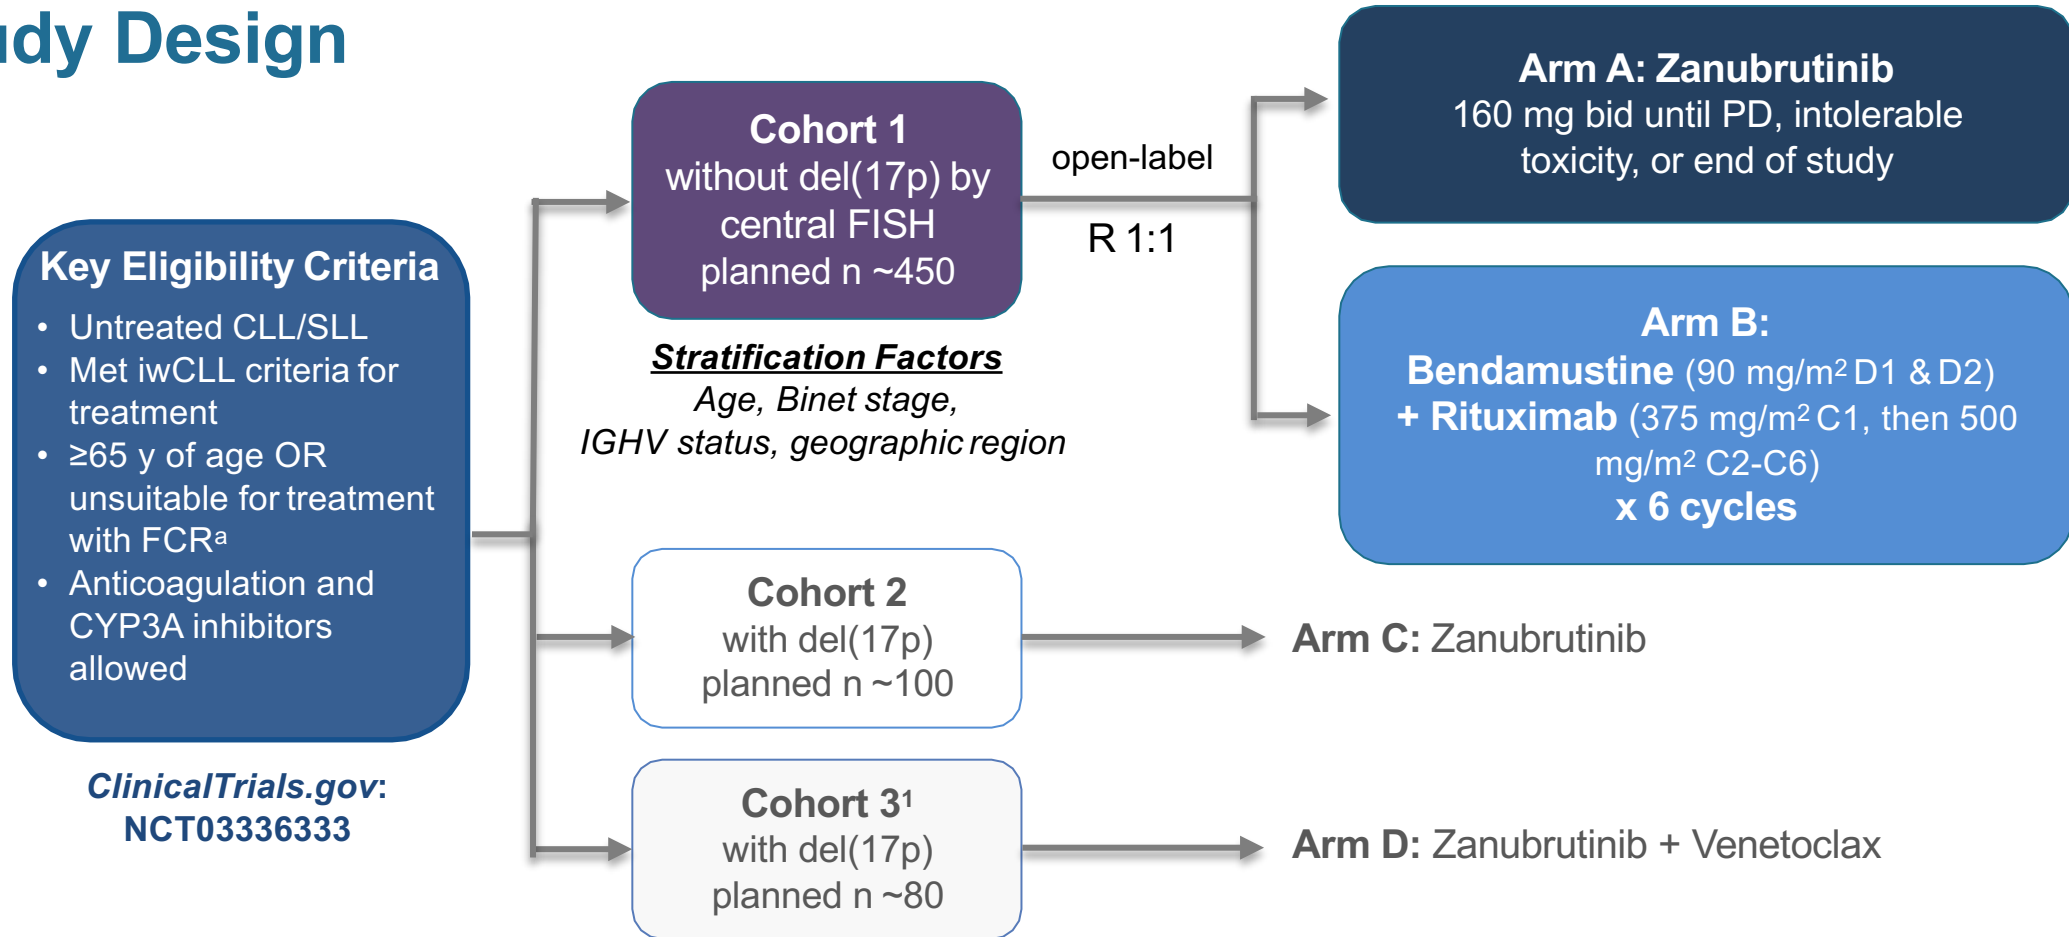 udy Design
Key Eligibility Criteria
• Untreated CLL/SLL
• Met iwCLL criteria for
treatment
• ≥65 y of age OR
unsuitable for treatment
with FCRᵃ
• Anticoagulation and
CYP3A inhibitors
allowed
ClinicalTrials.gov:
NCT03336333
Cohort 1
without del(17p) by
central FISH
planned n ~450
Stratification Factors
Age, Binet stage,
IGHV status, geographic region
open-label
R 1:1
Arm A: Zanubrutinib
160 mg bid until PD, intolerable
toxicity, or end of study
Arm B:
Bendamustine (90 mg/m² D1 & D2)
+ Rituximab (375 mg/m² C1, then 500
mg/m² C2-C6)
x 6 cycles
Cohort 2
with del(17p)
planned n ~100
Arm C: Zanubrutinib
Cohort 3¹
with del(17p)
planned n ~80
Arm D: Zanubrutinib + Venetoclax